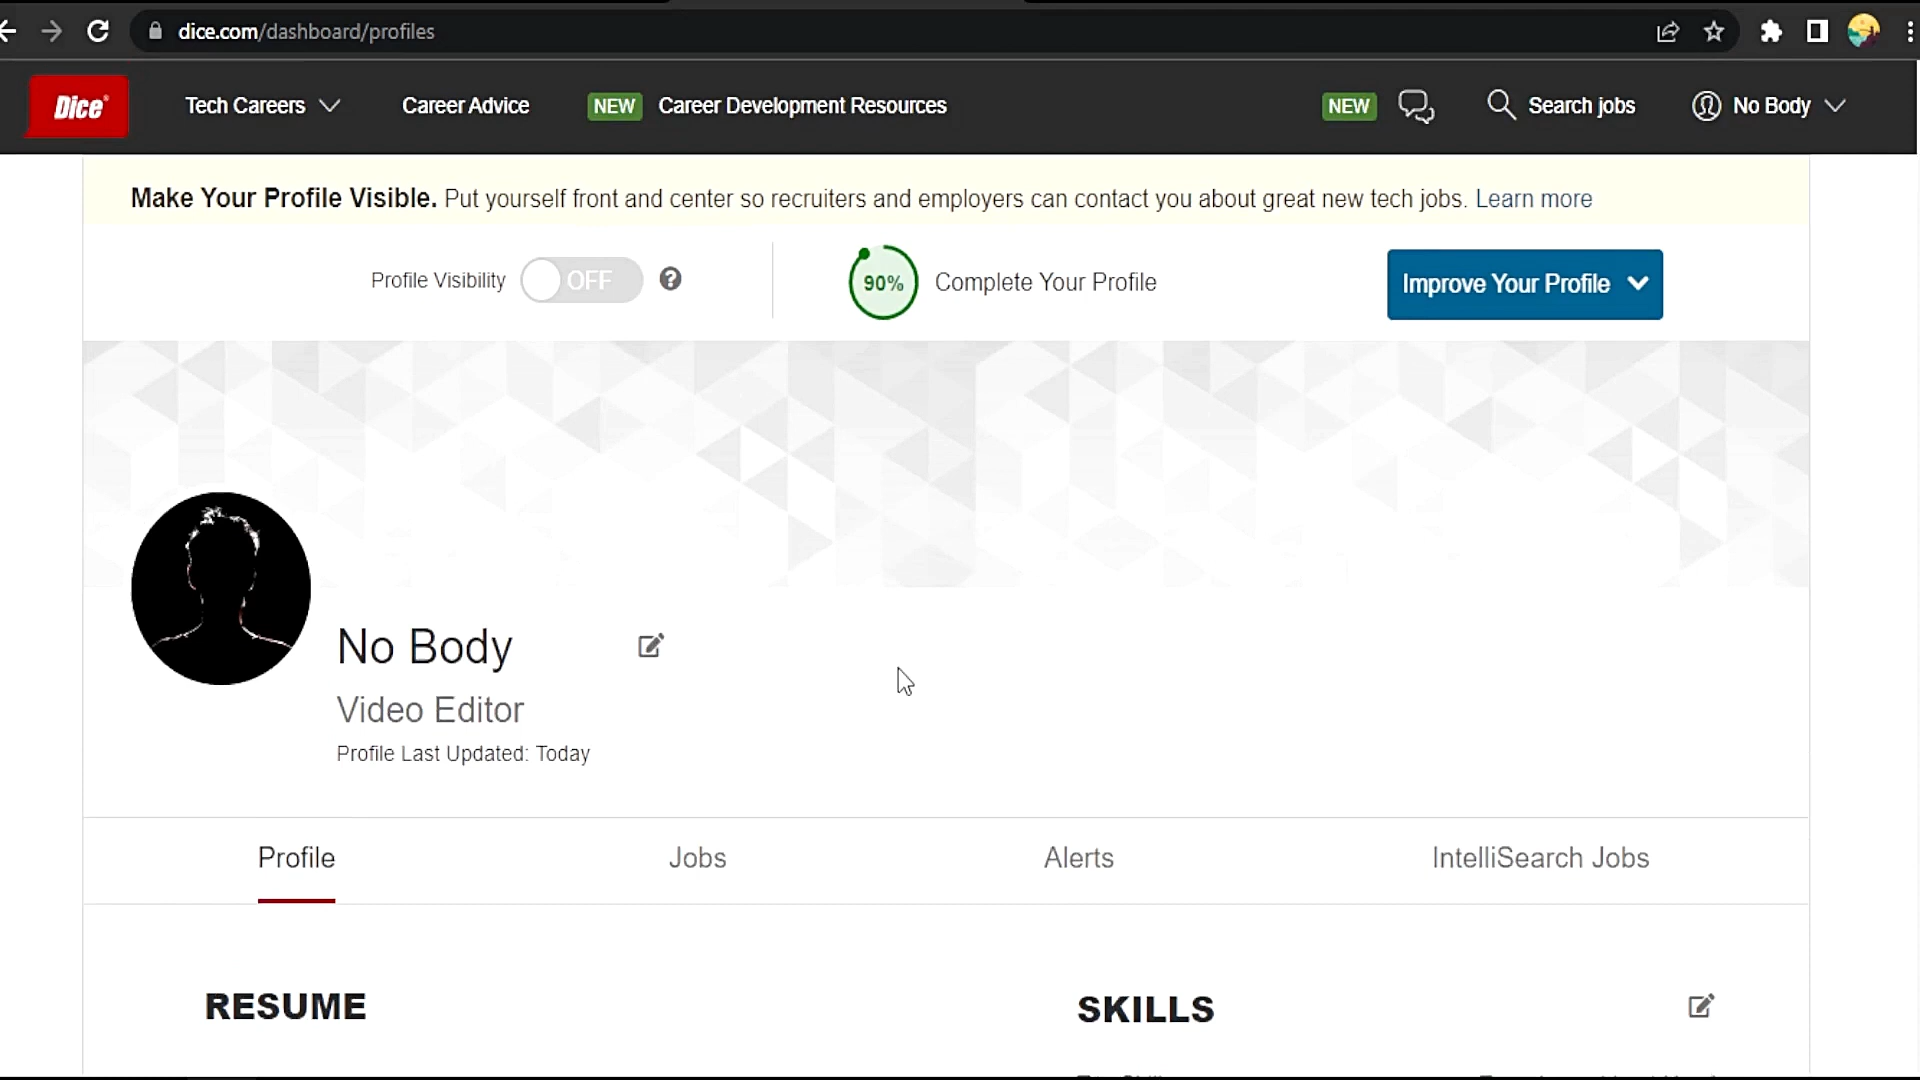 dice.com/dashboard/profiles
Dice
Tech Careers
Career Advice
NEW Career Development Resources
NEW
Search jobs
No Body
Make Your Profile Visible. Put yourself front and center so recruiters and employers can contact you about great new tech jobs. Learn more
Profile Visibility
OFF
?
90%
Complete Your Profile
Improve Your Profile
No Body
Video Editor
Profile Last Updated: Today
Profile
Jobs
Alerts
IntelliSearch Jobs
RESUME
SKILLS